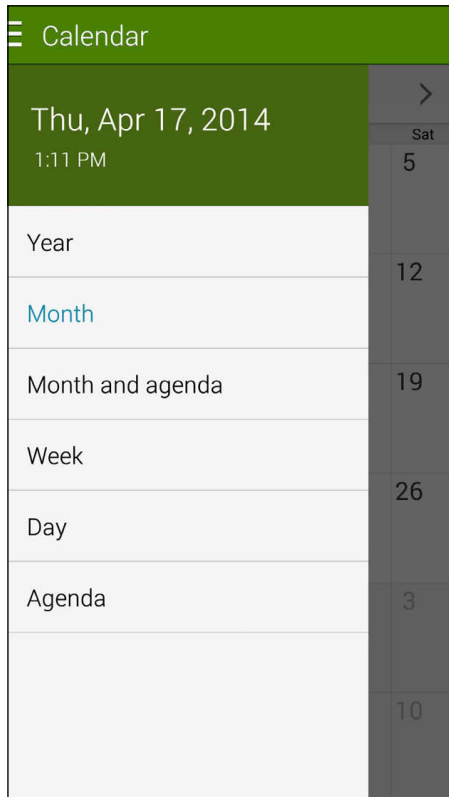 Calendar
Thu, Apr 17, 2014
1:11 PM
Year
Month
Month and agenda
Week
Day
Agenda
Sat
5
12
19
26
3
10